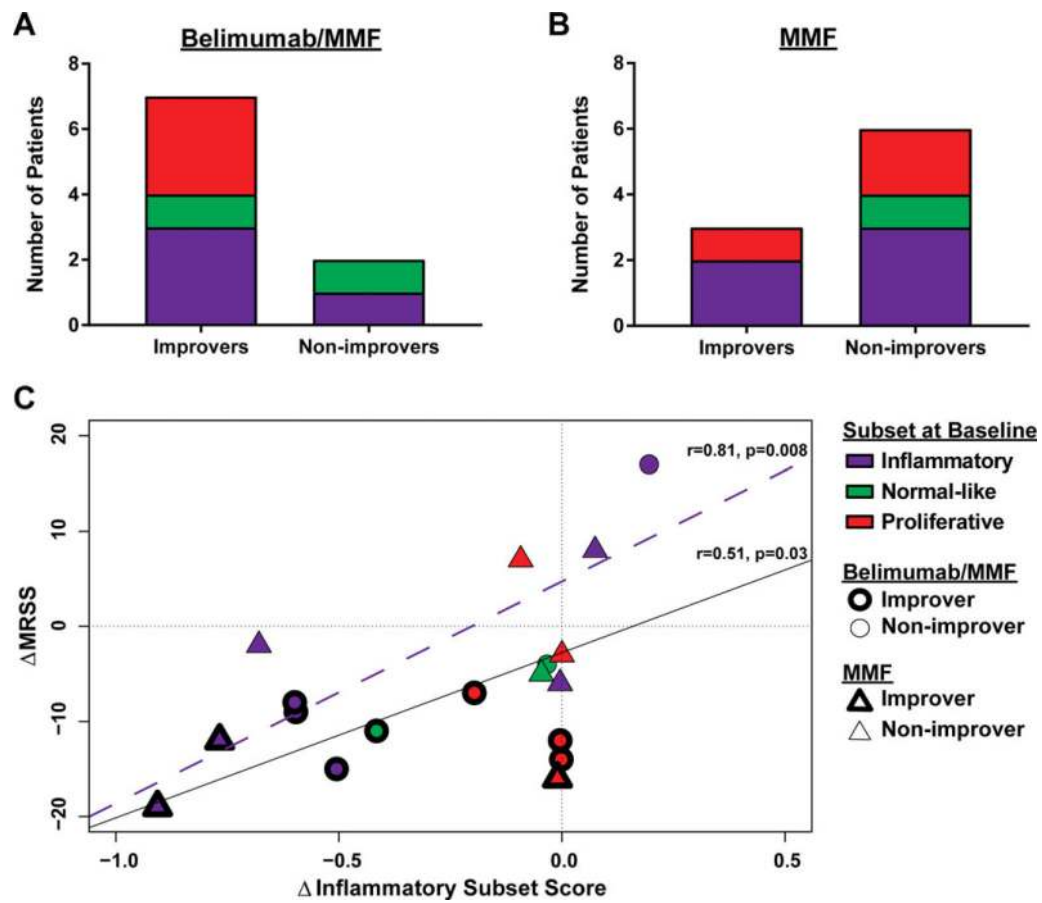 A
Belimumab/MMF
Number of Patients
8
6
4
2
0
Improvers
Non-improvers
B
MMF
Number of Patients
8
6
4
2
0
Improvers
Non-improvers
C
ΔMRSS
20
10
0
−10
−20
r=0.81, p=0.008
r=0.51, p=0.03
−1.0
−0.5
0.0
0.5
Δ Inflammatory Subset Score
Subset at Baseline
Inflammatory
Normal-like
Proliferative
Belimumab/MMF
Improver
Non-improver
MMF
Improver
Non-improver